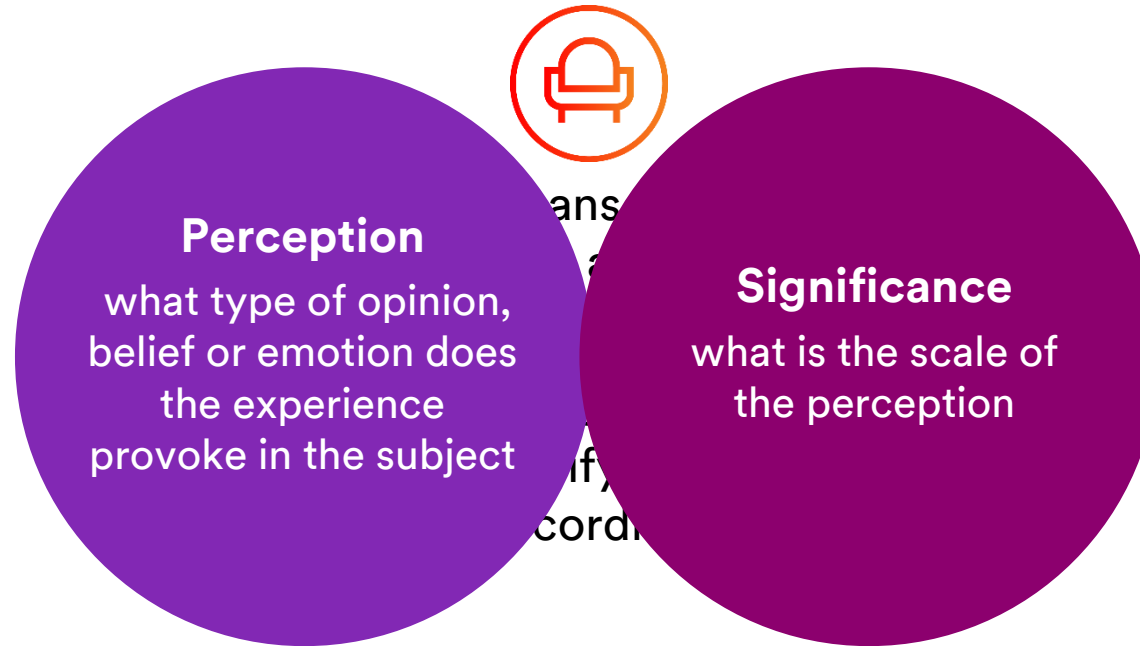 Perception
what type of opinion,
belief or emotion does
the experience
provoke in the subject
Significance
what is the scale of
the perception